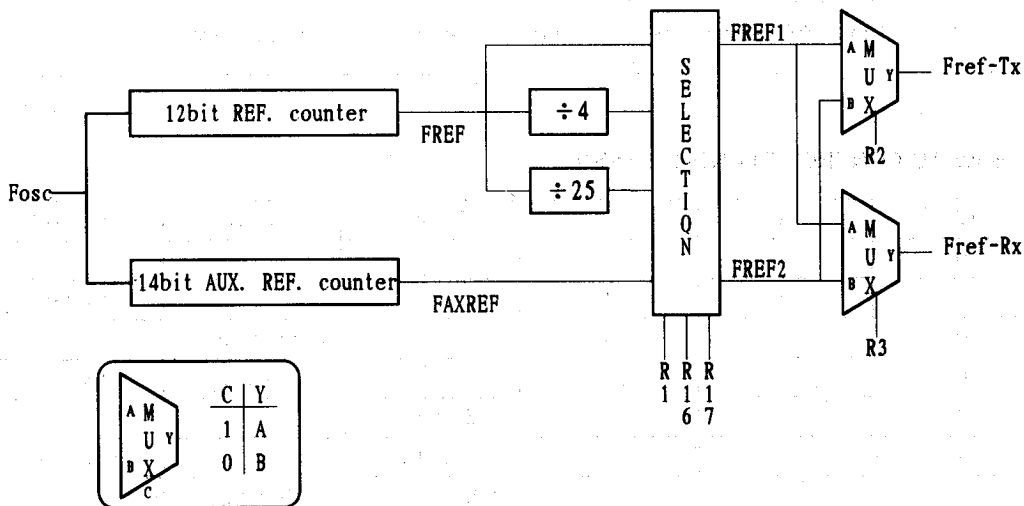 12bit REF. counter
FREF
÷4
÷25
Fosc
14bit AUX. REF. counter
FAXREF
SELECTIQN
R1
R16
R17
FREF1
FREF2
A
B
MUX
Y
R2
Fref-Tx
A
B
MUX
Y
R3
Fref-Rx
A
B
MUX
Y
C
C Y
1 A
0 B